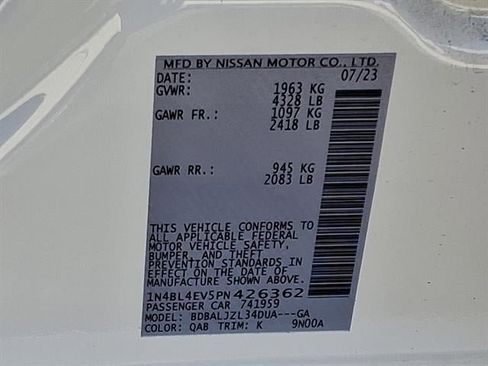 MFD BY NISSAN MOTOR CO., LTD.
DATE: 07/23
GVWR: 1963 KG
4328 LB
GAWR FR.: 1097 KG
2418 LB
GAWR RR.: 945 KG
2083 LB
THIS VEHICLE CONFORMS TO
ALL APPLICABLE FEDERAL
MOTOR VEHICLE SAFETY,
BUMPER, AND THEFT
PREVENTION STANDARDS IN
EFFECT ON THE DATE OF
MANUFACTURE SHOWN ABOVE.
1N4BL4EV5PN426362
PASSENGER CAR 741959
MODEL: BDBALJZL34DUA---GA
COLOR: QAB TRIM: K 9N00A